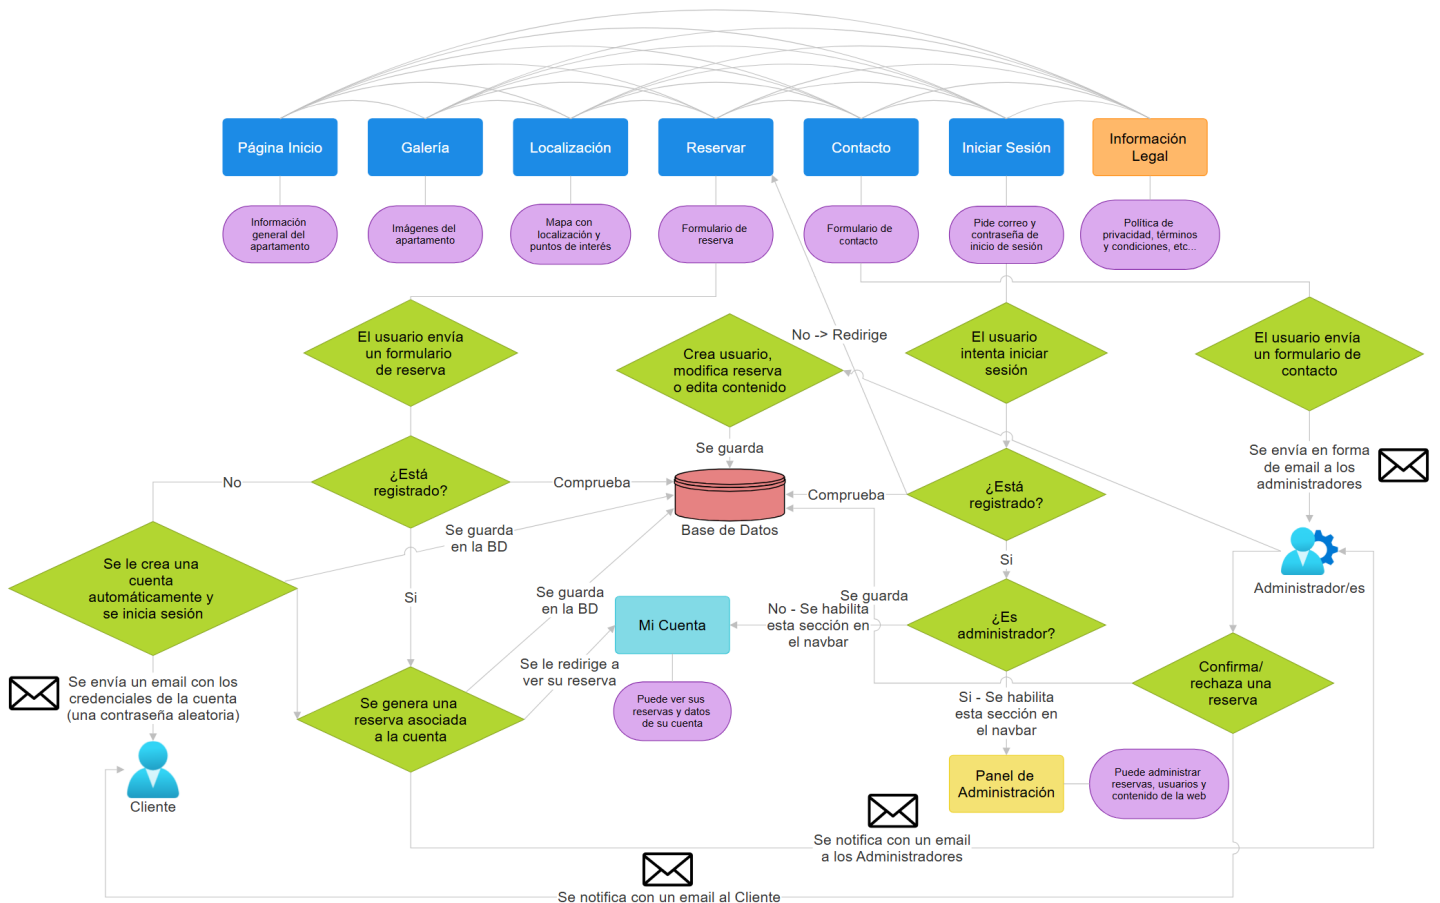 Página Inicio
Galería
Localización
Reservar
Contacto
Iniciar Sesión
Información
Legal
Información
general del
apartamento
Imágenes del
apartamento
Mapa con
localización y
puntos de interés
Formulario de
reserva
Formulario de
contacto
Pide correo y
contraseña de
inicio de sesión
Política de
privacidad, términos
y condiciones, etc...
El usuario envía
un formulario
de reserva
Crea usuario,
modifica reserva
o edita contenido
No -> Redirige
El usuario
intenta iniciar
sesión
El usuario envía
un formulario de
contacto
Se guarda
Se envía en forma
de email a los
administradores
No
¿Está
registrado?
Comprueba
Base de Datos
Comprueba
¿Está
registrado?
Se guarda
en la BD
Se le crea una
cuenta
automáticamente y
se inicia sesión
Si
Si
Administrador/es
Se guarda
en la BD
Mi Cuenta
Se guarda
No - Se habilita
esta sección en
el navbar
¿Es
administrador?
Se le redirige a
ver su reserva
Confirma/
rechaza una
reserva
Se envía un email con los
credenciales de la cuenta
(una contraseña aleatoria)
Se genera una
reserva asociada
a la cuenta
Puede ver sus
reservas y datos
de su cuenta
Si - Se habilita
esta sección en
el navbar
Cliente
Panel de
Administración
Puede administrar
reservas, usuarios y
contenido de la web
Se notifica con un email
a los Administradores
Se notifica con un email al Cliente